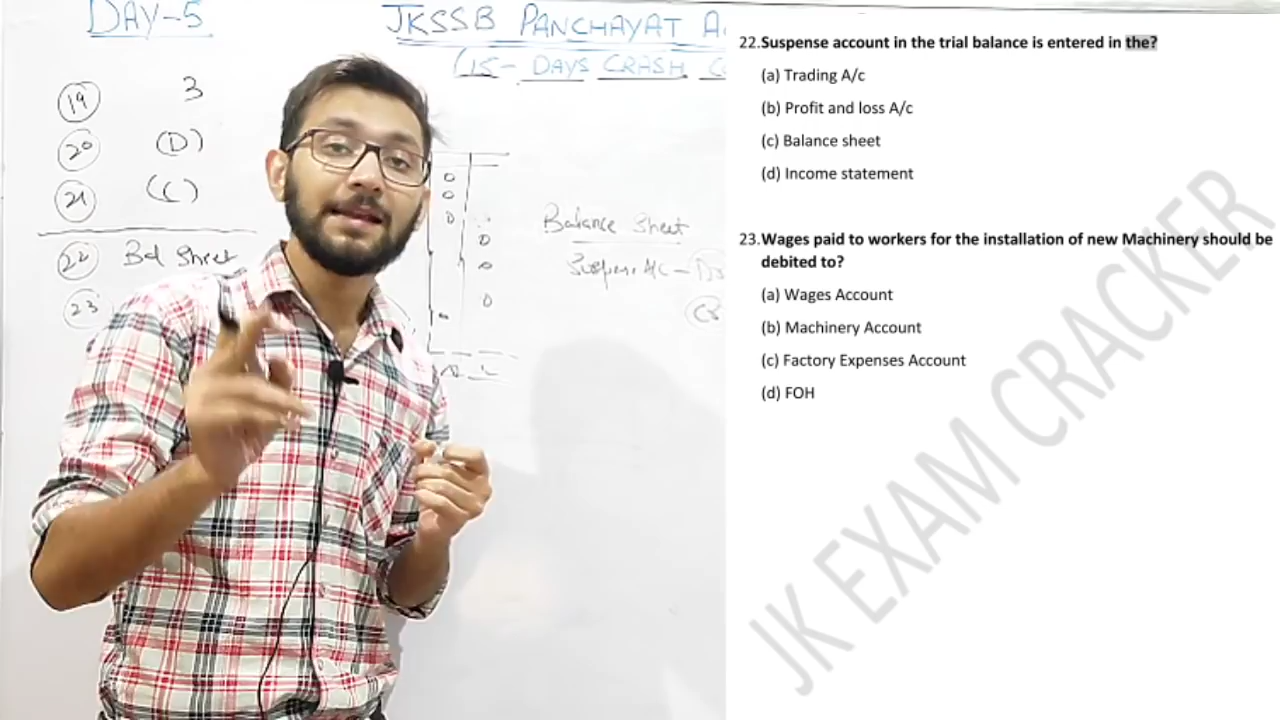 DAY-5
JKSSB PANCHAYAT A
(15- DAYS CRASH C
19 3
20 (D)
21 (C)
22 Bal Sheet
23
Balance Sheet
Suspense A/c -
22.Suspense account in the trial balance is entered in the?
(a) Trading A/c
(b) Profit and loss A/c
(c) Balance sheet
(d) Income statement
23.Wages paid to workers for the installation of new Machinery should be
debited to?
(a) Wages Account
(b) Machinery Account
(c) Factory Expenses Account
(d) FOH
JK EXAM CRACKER